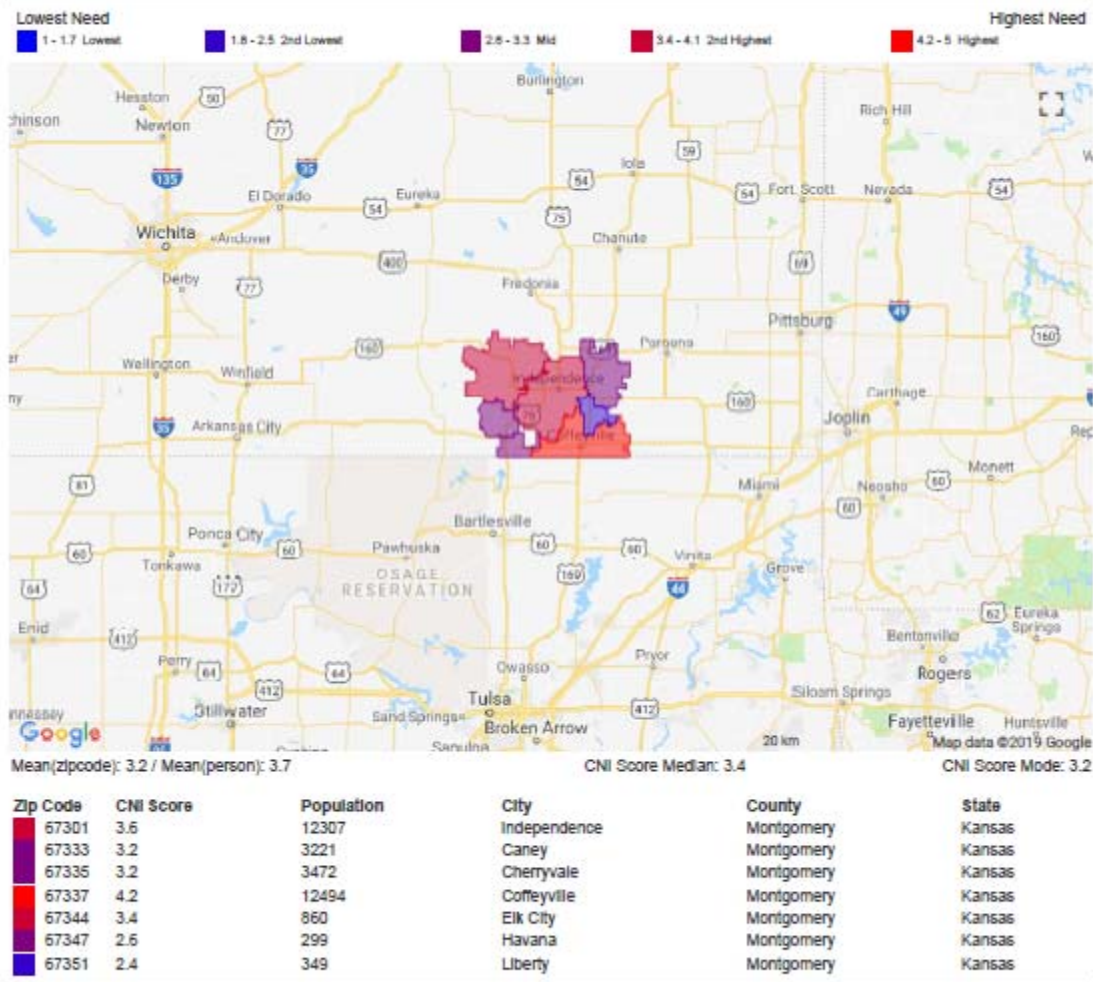 Lowest Need Highest Need
1 - 1.7 Lowest 1.8 - 2.5 2nd Lowest 2.6 - 3.3 Mid 3.4 - 4.1 2nd Highest 4.2 - 5 Highest
Burlington
Hesston 50
Rich Hill
chinson Newton 77
59
135 35 Iola
54
El Dorado Eureka 54 Fort Scott Nevada 54
54 75
Wichita Andover Chanute
400 69
Derby 77 Fredonia
49
Pittsburg
160 Parsons 160
Wellington Winfield Independence
Carthage
160
Joplin
35 Arkansas City 75 Coffeyville
Monett
81 Miami Neosho 60
60
Ponca City Bartlesville
60 60 Pawhuska 60 60 Vinita
Tonkawa OSAGE Grove
64 177 RESERVATION 169 44
62 Eureka
Springs
Enid 412 Bentonville
Perry 64 64 Owasso Pryor Rogers
412
Tulsa 412 Siloam Springs
Stillwater Sand Springs Fayetteville Huntsville
Google Broken Arrow 20 km Map data ©2019 Google
35
Mean(zipcode): 3.2 / Mean(person): 3.7 CNI Score Median: 3.4 CNI Score Mode: 3.2
Zip Code CNI Score Population City County State
67301 3.6 12307 Independence Montgomery Kansas
67333 3.2 3221 Caney Montgomery Kansas
67335 3.2 3472 Cherryvale Montgomery Kansas
67337 4.2 12494 Coffeyville Montgomery Kansas
67344 3.4 860 Elk City Montgomery Kansas
67347 2.6 299 Havana Montgomery Kansas
67351 2.4 349 Liberty Montgomery Kansas